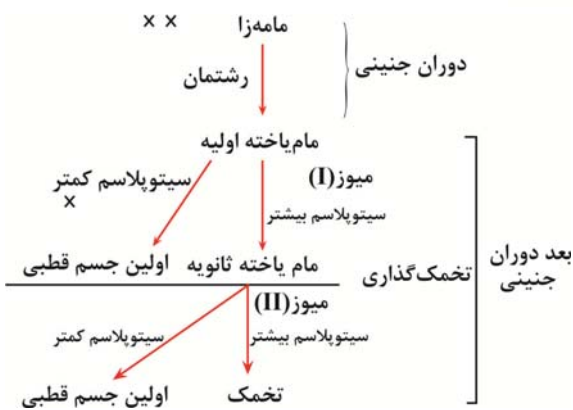 × × مامه‌زا
دوران جنینی
رشتمان
مام‌یاخته اولیه
سیتوپلاسم کمتر
×
میوز(I)
سیتوپلاسم بیشتر
اولین جسم قطبی
مام یاخته ثانویه
تخمک‌گذاری
بعد دوران
جنینی
میوز(II)
سیتوپلاسم کمتر
سیتوپلاسم بیشتر
اولین جسم قطبی
تخمک